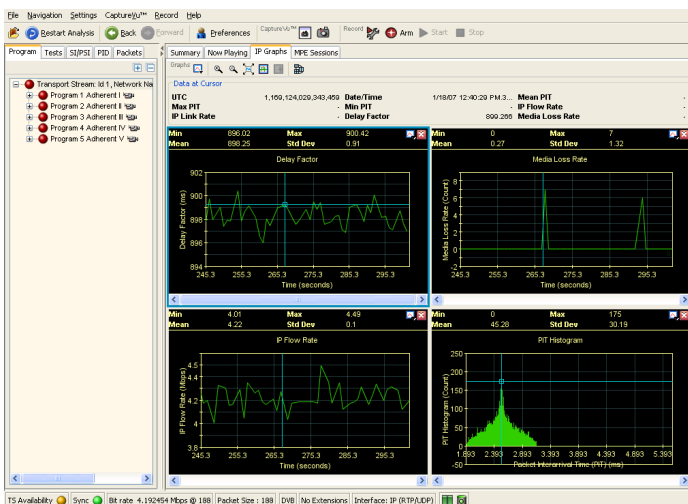 File Navigation Settings CaptureVu™ Record Help
Restart Analysis Back Forward Preferences CaptureVu™ Record Arm Start Stop
Program Tests SI/PSI PID Packets
Summary Now Playing IP Graphs MPE Sessions
Graphs
Transport Stream: Id 1, Network Na
Program 1 Adherent I
Program 2 Adherent II
Program 3 Adherent III
Program 4 Adherent IV
Program 5 Adherent V
Data at Cursor
UTC 1,169,124,029,343,459 Date/Time 1/18/07 12:40:29 PM.3... Mean PIT -
Max PIT - Min PIT - IP Flow Rate -
IP Link Rate - Delay Factor 899.266 Media Loss Rate -
Min 896.02 Max 900.42
Mean 898.25 Std Dev 0.91
Delay Factor
Delay Factor (ms)
902
900
898
896
894
245.3 255.3 265.3 275.3 285.3 295.3
Time (seconds)
Min 0 Max 7
Mean 0.27 Std Dev 1.32
Media Loss Rate
Media Loss Rate (Count)
8
6
4
2
0
-2
245.3 255.3 265.3 275.3 285.3 295.3
Time (seconds)
Min 4.01 Max 4.49
Mean 4.22 Std Dev 0.1
IP Flow Rate
IP Flow Rate (Mbps)
4.5
4.4
4.2
4
3.8
245.3 255.3 265.3 275.3 285.3 295.3
Time (seconds)
Min 0 Max 175
Mean 45.28 Std Dev 30.19
PIT Histogram
PIT Histogram (Count)
250
200
150
100
50
0
-50
1.893 2.393 2.893 3.393 3.893 4.393 4.893 5.393
Packet Interarrival Time (PIT) (ms)
TS Availability Sync Bit rate 4.192454 Mbps @ 188 Packet Size : 188 DVB No Extensions Interface: IP (RTP/UDP)